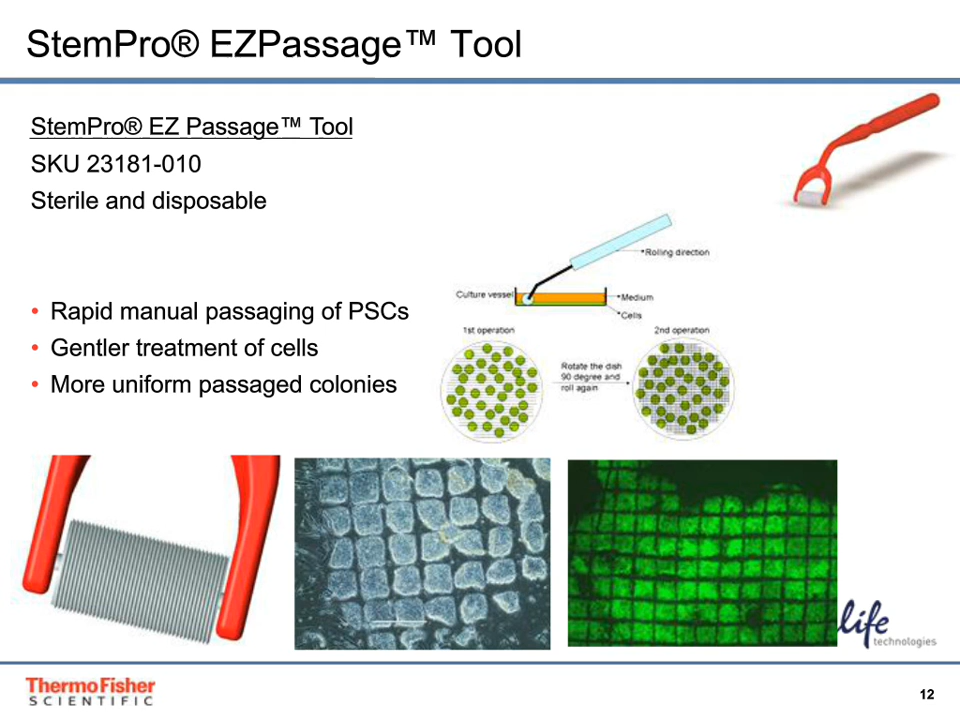 StemPro® EZPassage™ Tool
StemPro® EZ Passage™ Tool
SKU 23181-010
Sterile and disposable
• Rapid manual passaging of PSCs
• Gentler treatment of cells
• More uniform passaged colonies
Rolling direction
Culture vessel
Medium
Cells
1st operation
2nd operation
Rotate the dish
90 degree and
roll again
life
technologies
ThermoFisher
SCIENTIFIC
12